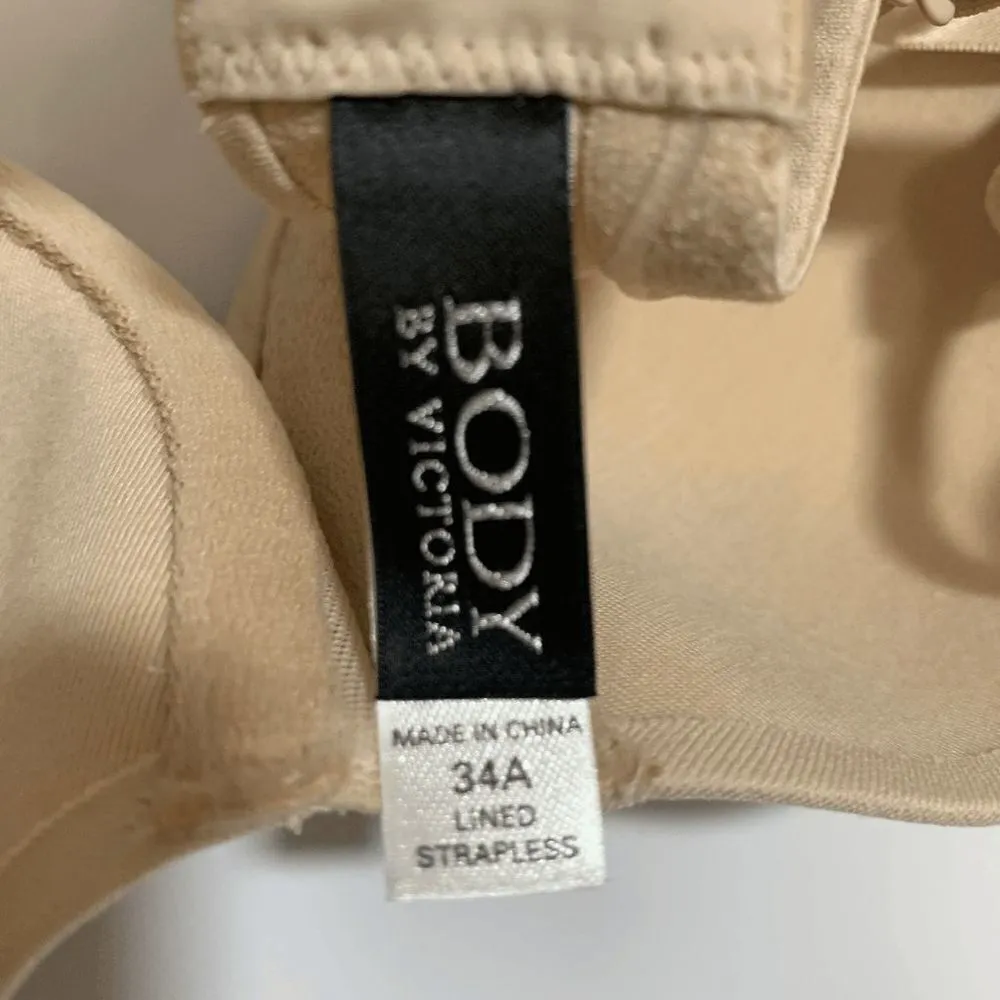 BODY
BY VICTORIA
MADE IN CHINA
34A
LINED
STRAPLESS